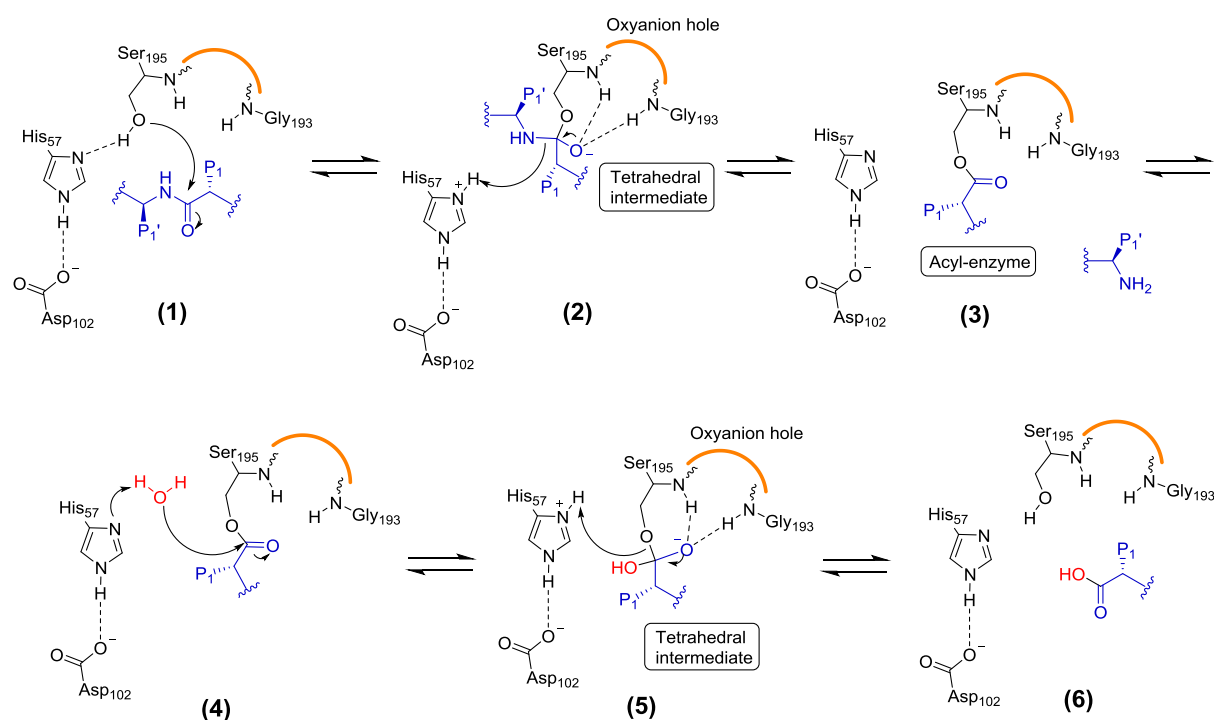 Ser195
N
H
O
H
N
H
Gly193
His57
N
N
H
P1
H
N
O
P1'
O−
O
Asp102
(1)
Oxyanion hole
Ser195
N
H
P1'
HN
O
O−
P1
N
H
Gly193
His57
N
+
H
N
H
Tetrahedral
intermediate
O−
O
Asp102
(2)
Ser195
N
H
N
H
Gly193
His57
N
N
H
O
O
P1
Acyl-enzyme
P1'
NH2
O−
O
Asp102
(3)
Ser195
N
H
N
H
Gly193
H
H
O
His57
N
N
H
O
O
P1
O−
O
Asp102
(4)
Oxyanion hole
Ser195
N
H
N
H
Gly193
His57
N
+
H
N
H
O
O−
HO
P1
Tetrahedral
intermediate
O−
O
Asp102
(5)
Ser195
N
H
O
H
N
H
Gly193
His57
N
N
H
HO
O
P1
O−
O
Asp102
(6)